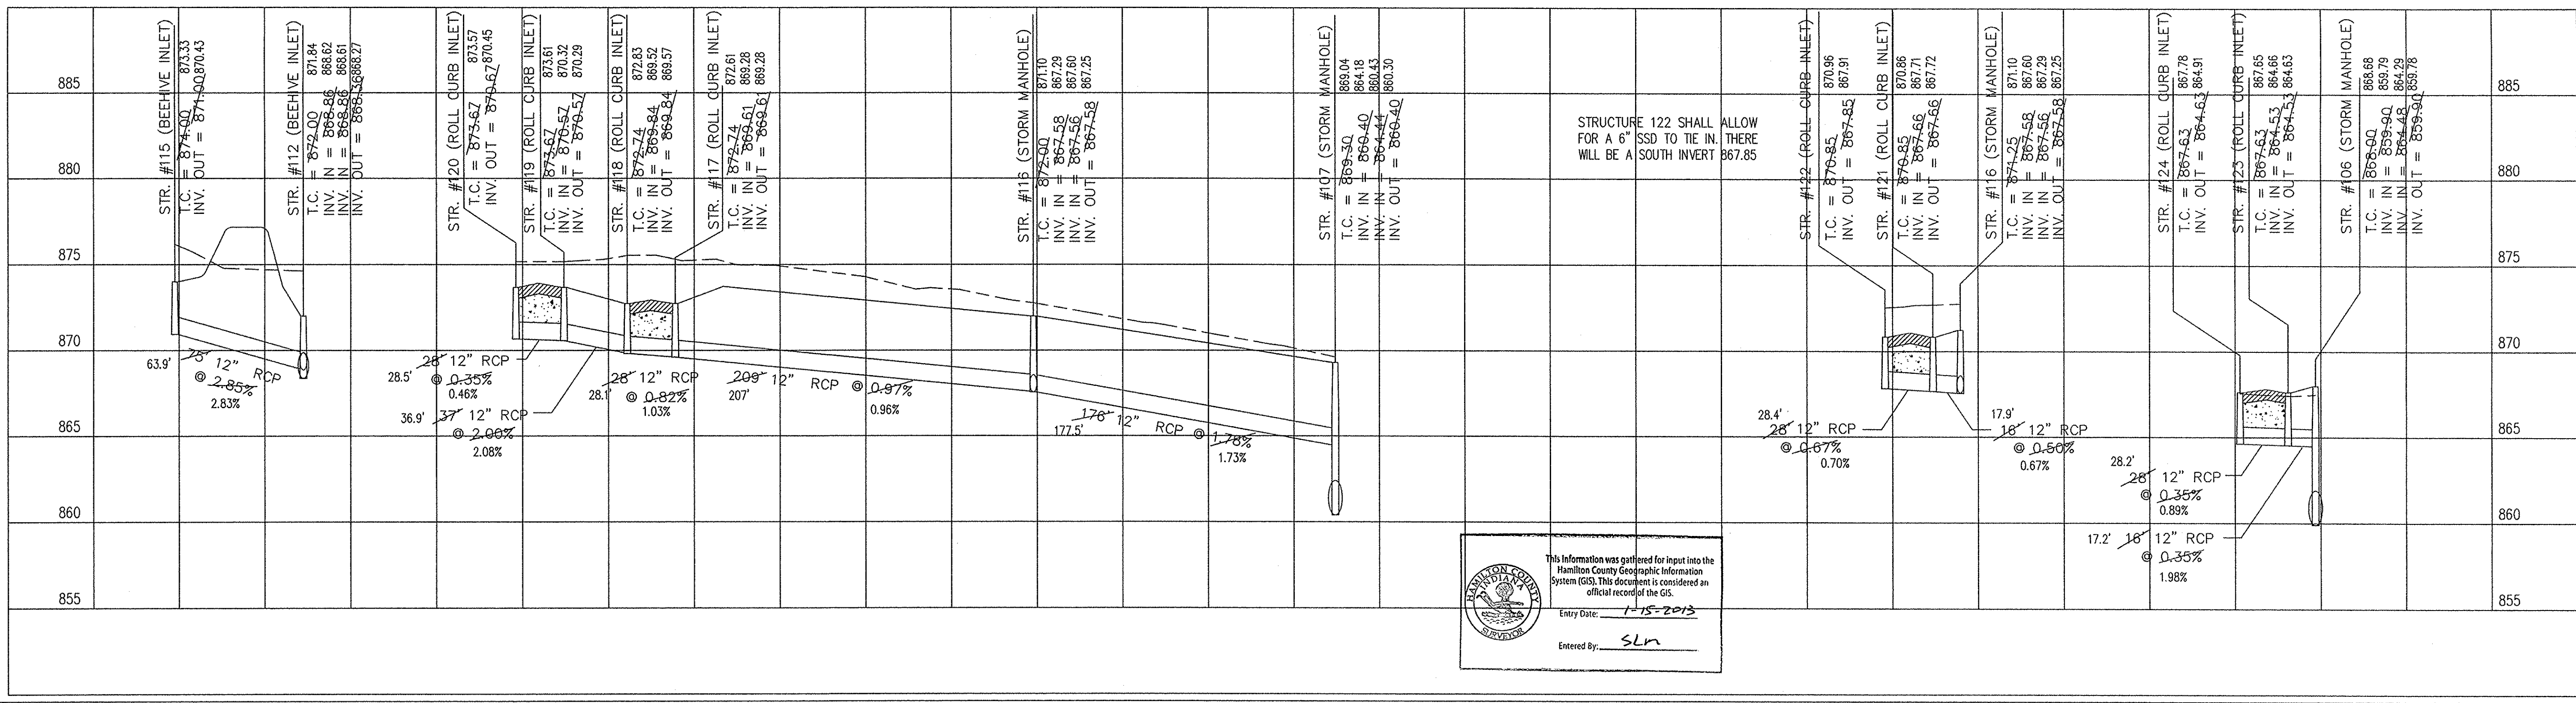 885
880
875
870
865
860
855
STR. #115 (BEEHIVE INLET)
T.C. = 874.00 873.33
INV. OUT = 871.00 870.43
STR. #112 (BEEHIVE INLET)
T.C. = 872.00 871.84
INV. IN = 868.86 868.62
INV. IN = 868.86 868.61
INV. OUT = 868.36 868.27
STR. #120 (ROLL CURB INLET)
T.C. = 873.67 873.57
INV. OUT = 870.67 870.45
STR. #119 (ROLL CURB INLET)
T.C. = 873.67 873.61
INV. IN = 870.57 870.32
INV. OUT = 870.57 870.29
STR. #118 (ROLL CURB INLET)
T.C. = 872.74 872.83
INV. IN = 869.84 869.52
INV. OUT = 869.84 869.57
STR. #117 (ROLL CURB INLET)
T.C. = 872.74 872.61
INV. IN = 869.61 869.28
INV. OUT = 869.61 869.28
STR. #116 (STORM MANHOLE)
T.C. = 872.00 871.10
INV. IN = 867.58 867.29
INV. IN = 867.56 867.60
INV. OUT = 867.58 867.25
STR. #107 (STORM MANHOLE)
T.C. = 869.30 869.04
INV. IN = 860.40 864.18
INV. IN = 864.44 860.43
INV. OUT = 860.40 860.30
STRUCTURE 122 SHALL ALLOW
FOR A 6" SSD TO TIE IN. THERE
WILL BE A SOUTH INVERT 867.85
STR. #122 (ROLL CURB INLET)
T.C. = 870.85 870.96
INV. OUT = 867.85 867.91
STR. #121 (ROLL CURB INLET)
T.C. = 870.85 870.86
INV. IN = 867.66 867.71
INV. OUT = 867.66 867.72
STR. #116 (STORM MANHOLE)
T.C. = 871.25 871.10
INV. IN = 867.58 867.60
INV. IN = 867.56 867.29
INV. OUT = 867.58 867.25
STR. #124 (ROLL CURB INLET)
T.C. = 867.63 867.78
INV. OUT = 864.63 864.91
STR. #123 (ROLL CURB INLET)
T.C. = 867.63 867.65
INV. IN = 864.53 864.66
INV. OUT = 864.53 864.63
STR. #106 (STORM MANHOLE)
T.C. = 868.00 868.68
INV. IN = 859.90 859.79
INV. IN = 864.48 864.29
INV. OUT = 859.90 859.78
885
880
875
870
865
860
855
63.9' 75' 12" RCP
@ 2.85%
2.83%
28.5' 28' 12" RCP
@ 0.35%
0.46%
36.9' 37' 12" RCP
@ 2.00%
2.08%
28.1' 28' 12" RCP
@ 0.82%
1.03%
209' 12" RCP @ 0.97%
207' 0.96%
176' 12" RCP @ 1.78%
177.5' 1.73%
28.4'
28' 12" RCP
@ 0.67%
0.70%
17.9'
16' 12" RCP
@ 0.50%
0.67%
28.2'
28' 12" RCP
@ 0.35%
0.89%
17.2' 16' 12" RCP
@ 0.35%
1.98%
HAMILTON COUNTY
INDIANA
SURVEYOR
This information was gathered for input into the
Hamilton County Geographic Information
System (GIS). This document is considered an
official record of the GIS.
Entry Date: 1-15-2013
Entered By: SLM